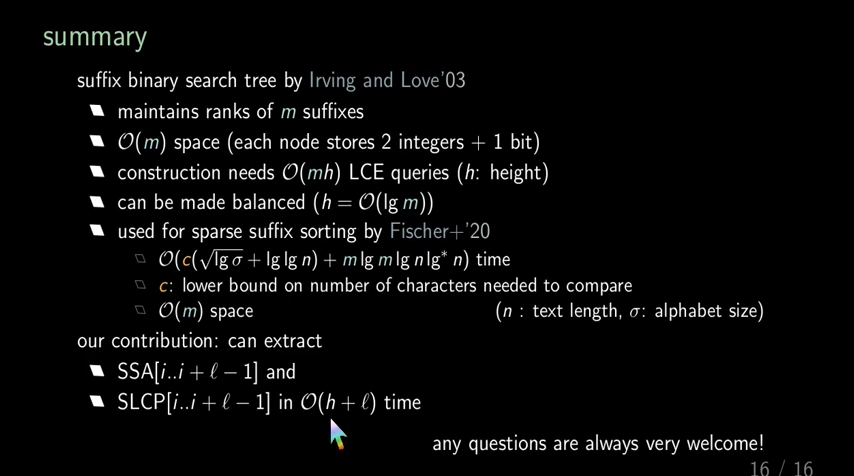 summary
suffix binary search tree by Irving and Love'03
maintains ranks of m suffixes
O(m) space (each node stores 2 integers + 1 bit)
construction needs O(mh) LCE queries (h: height)
can be made balanced (h = O(lg m))
used for sparse suffix sorting by Fischer+'20
O(c(√lg σ + lg lg n) + m lg m lg n lg* n) time
c: lower bound on number of characters needed to compare
O(m) space (n : text length, σ: alphabet size)
our contribution: can extract
SSA[i..i + ℓ − 1] and
SLCP[i..i + ℓ − 1] in O(h + ℓ) time
any questions are always very welcome!
16 / 16